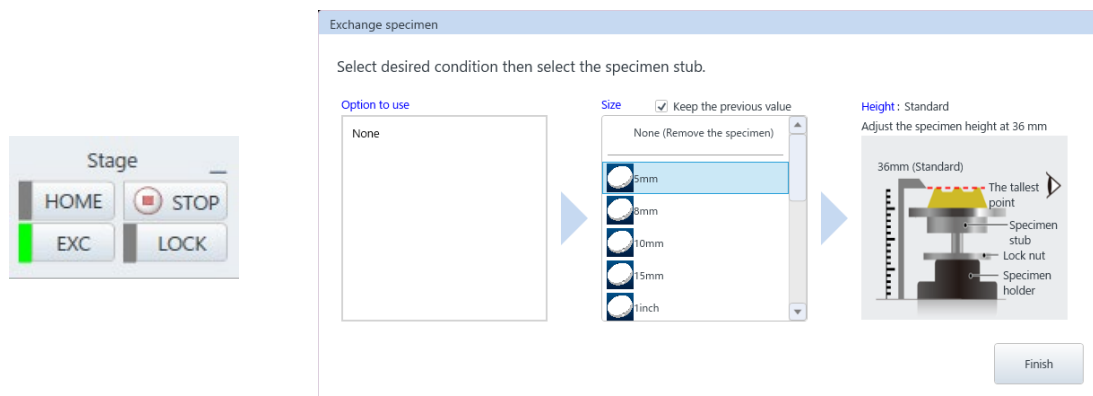 Stage
HOME
STOP
EXC
LOCK
Exchange specimen
Select desired condition then select the specimen stub.
Option to use
None
Size
Keep the previous value
None (Remove the specimen)
5mm
8mm
10mm
15mm
1inch
Height : Standard
Adjust the specimen height at 36 mm
36mm (Standard)
The tallest
point
Specimen
stub
Lock nut
Specimen
holder
Finish